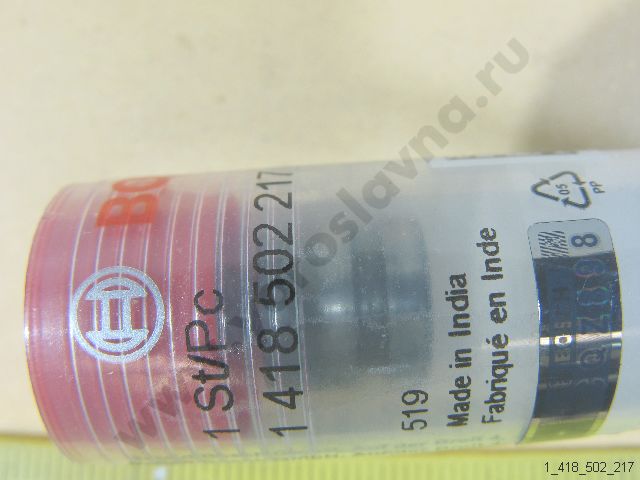 BO
1 St/Pc
1 418 502 217
519
Made in India
Fabriqué en Inde
05
PP
8
www.yaroslavna.ru
1_418_502_217